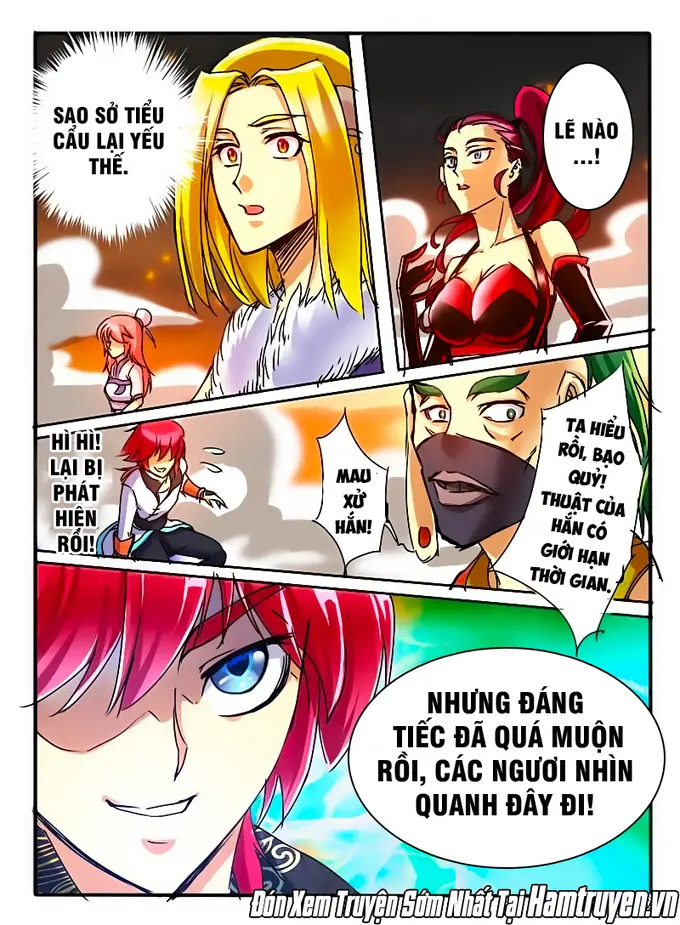 SAO SỞ TIỂU
CẨU LẠI YẾU
THẾ.
LẼ NÀO
...!
HÌ HÌ!
LẠI BỊ
PHÁT
HIỆN
RỒI!
MAU
XỬ
HẮN!
TA HIỂU
RỒI, BẠO
QUỶ!
THUẬT CỦA
HẮN CÓ
GIỚI HẠN
THỜI GIAN.
NHƯNG ĐÁNG
TIẾC ĐÃ QUÁ MUỘN
RỒI, CÁC NGƯƠI NHÌN
QUANH ĐÂY ĐI!
Đón Xem Truyện Sớm Nhất Tại Hamtruyen.vn